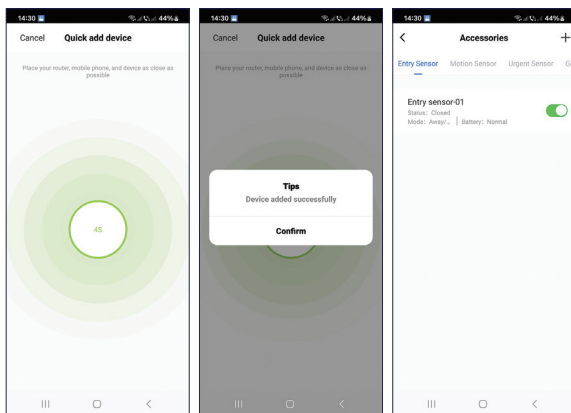 14:30
44%
Cancel
Quick add device
Place your router, mobile phone, and device as close as
possible
4S
14:30
44%
Cancel
Quick add device
Place your router, mobile phone, and device as close as
possible
Tips
Device added successfully
Confirm
14:30
44%
Accessories
Entry Sensor
Motion Sensor
Urgent Sensor
G
Entry sensor-01
Status: Closed
Mode: Away/... | Battery: Normal